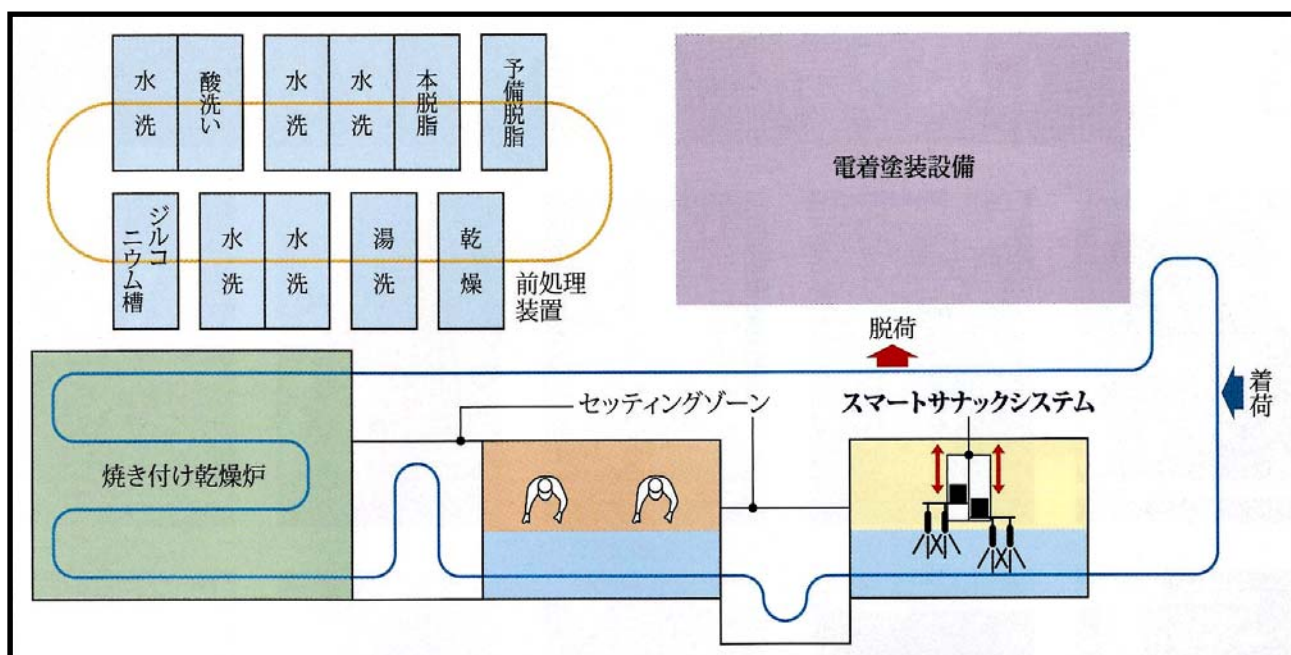 水洗
酸洗い
水洗
水洗
本脱脂
予備脱脂
電着塗装設備
ジルコ
ニウム槽
水洗
水洗
湯洗
乾燥
前処理
装置
脱荷
着荷
セッティングゾーン
スマートサナックシステム
焼き付け乾燥炉